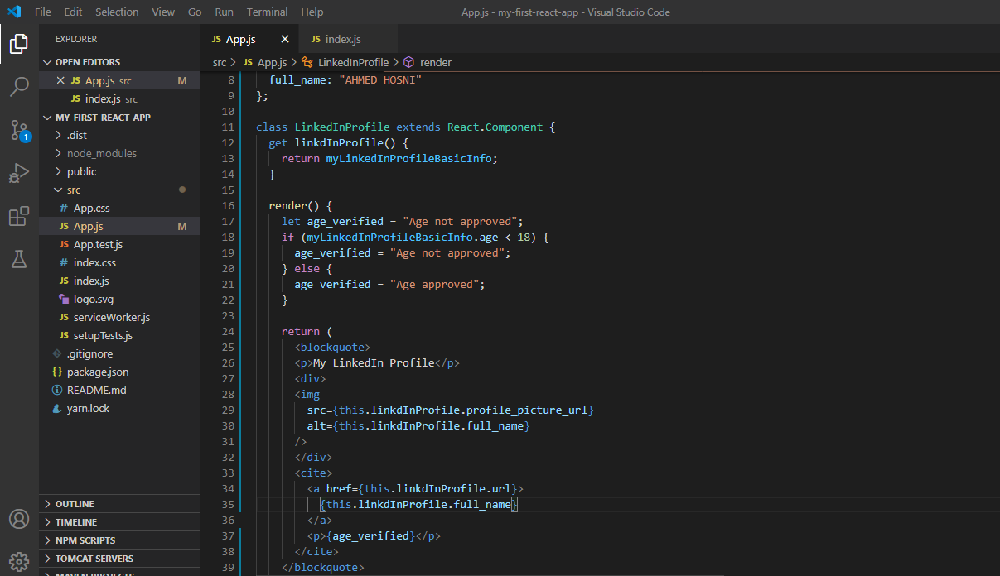 File Edit Selection View Go Run Terminal Help App.js - my-first-react-app - Visual Studio Code
EXPLORER
OPEN EDITORS
App.js src M
index.js src
MY-FIRST-REACT-APP
.dist
node_modules
public
src
# App.css
JS App.js M
JS App.test.js
# index.css
JS index.js
logo.svg
JS serviceWorker.js
JS setupTests.js
.gitignore
{} package.json
README.md
yarn.lock
OUTLINE
TIMELINE
NPM SCRIPTS
TOMCAT SERVERS
MAVEN PROJECTS
1
JS App.js JS index.js
src > JS App.js > LinkedInProfile > render
8 full_name: "AHMED HOSNI"
9 };
10
11 class LinkedInProfile extends React.Component {
12 get linkdInProfile() {
13 return myLinkedInProfileBasicInfo;
14 }
15
16 render() {
17 let age_verified = "Age not approved";
18 if (myLinkedInProfileBasicInfo.age < 18) {
19 age_verified = "Age not approved";
20 } else {
21 age_verified = "Age approved";
22 }
23
24 return (
25 <blockquote>
26 <p>My LinkedIn Profile</p>
27 <div>
28 <img
29 src={this.linkdInProfile.profile_picture_url}
30 alt={this.linkdInProfile.full_name}
31 />
32 </div>
33 <cite>
34 <a href={this.linkdInProfile.url}>
35 {this.linkdInProfile.full_name}
36 </a>
37 <p>{age_verified}</p>
38 </cite>
39 </blockquote>